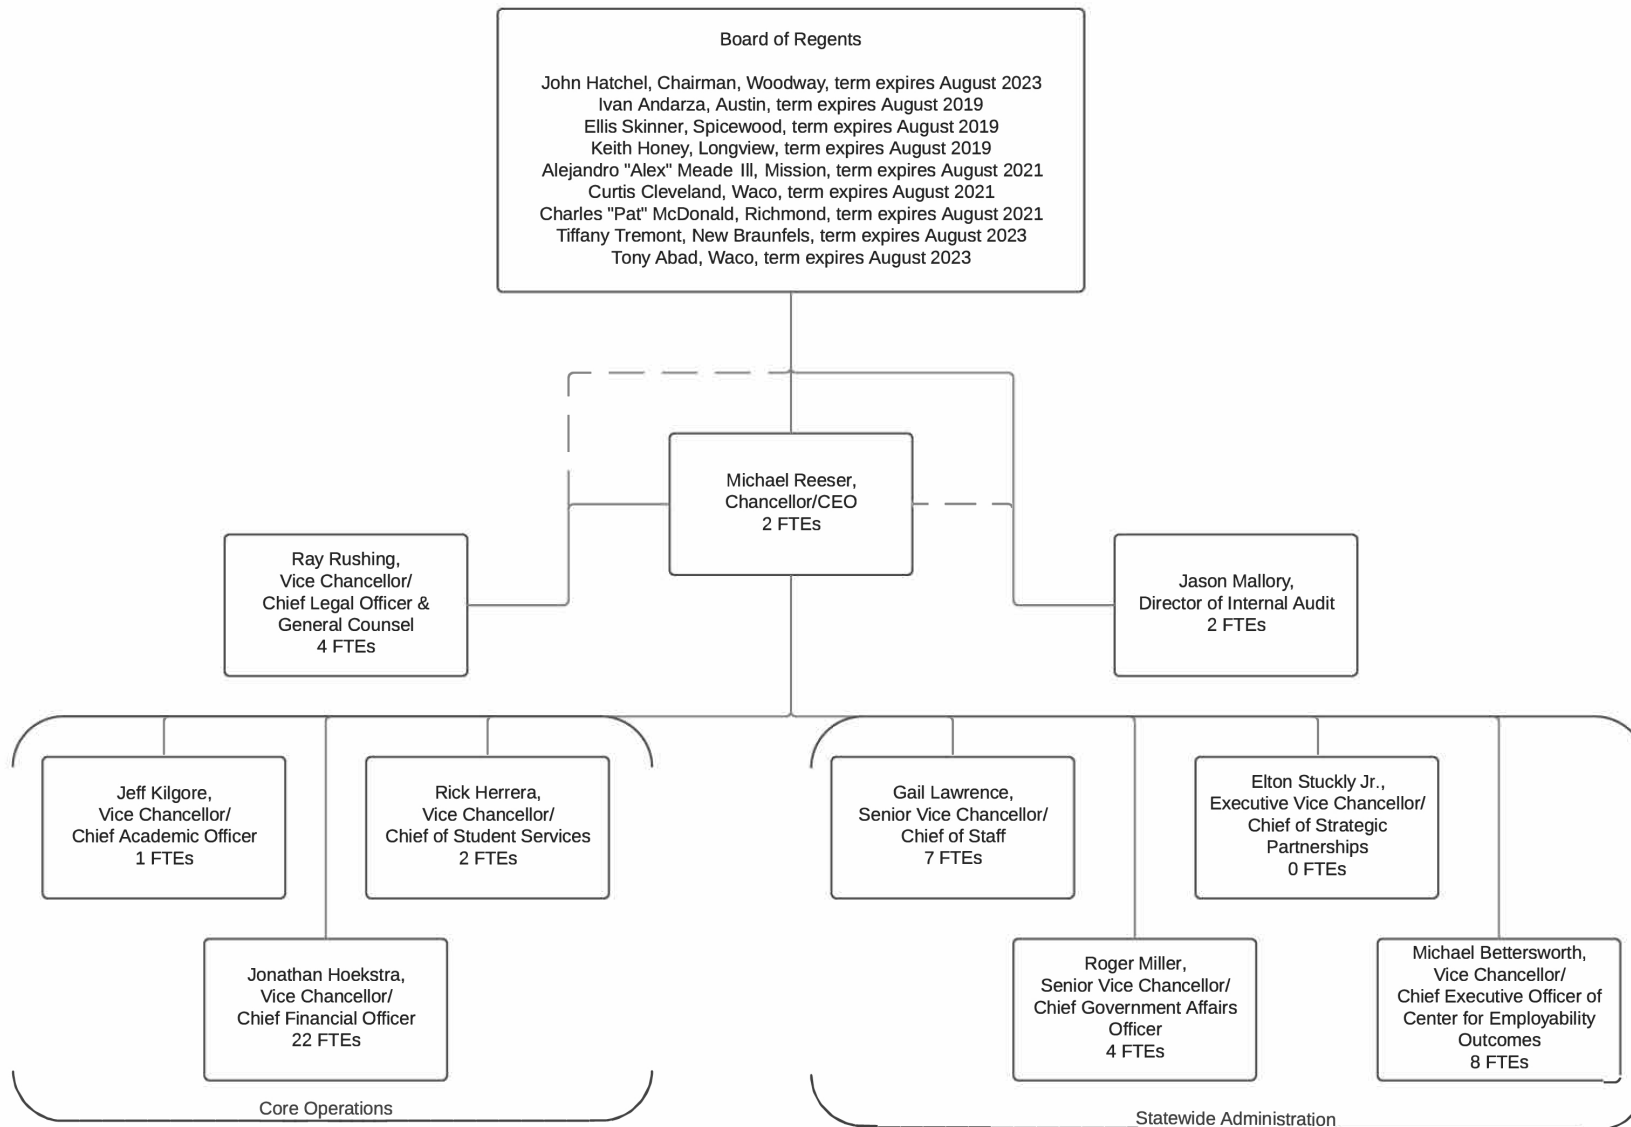 Board of Regents
John Hatchel, Chairman, Woodway, term expires August 2023
Ivan Andarza, Austin, term expires August 2019
Ellis Skinner, Spicewood, term expires August 2019
Keith Honey, Longview, term expires August 2019
Alejandro "Alex" Meade Ill, Mission, term expires August 2021
Curtis Cleveland, Waco, term expires August 2021
Charles "Pat" McDonald, Richmond, term expires August 2021
Tiffany Tremont, New Braunfels, term expires August 2023
Tony Abad, Waco, term expires August 2023
Michael Reeser,
Chancellor/CEO
2 FTEs
Ray Rushing,
Vice Chancellor/
Chief Legal Officer &
General Counsel
4 FTEs
Jason Mallory,
Director of Internal Audit
2 FTEs
Jeff Kilgore,
Vice Chancellor/
Chief Academic Officer
1 FTEs
Rick Herrera,
Vice Chancellor/
Chief of Student Services
2 FTEs
Jonathan Hoekstra,
Vice Chancellor/
Chief Financial Officer
22 FTEs
Core Operations
Gail Lawrence,
Senior Vice Chancellor/
Chief of Staff
7 FTEs
Elton Stuckly Jr.,
Executive Vice Chancellor/
Chief of Strategic
Partnerships
0 FTEs
Roger Miller,
Senior Vice Chancellor/
Chief Government Affairs
Officer
4 FTEs
Michael Bettersworth,
Vice Chancellor/
Chief Executive Officer of
Center for Employability
Outcomes
8 FTEs
Statewide Administration